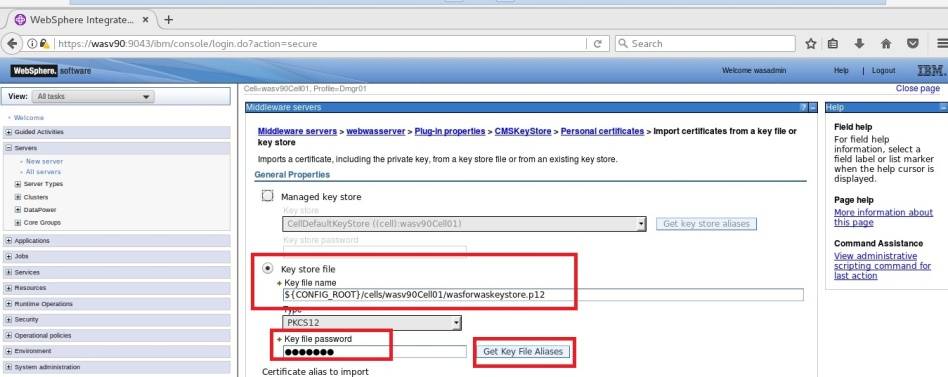 WebSphere Integrate...
https://wasv90:9043/ibm/console/login.do?action=secure
Search
WebSphere. software
Welcome wasadmin
Help | Logout
IBM.
View: All tasks
Cell=wasv90Cell01, Profile=Dmgr01
Close page
Welcome
Guided Activities
Servers
New server
All servers
Server Types
Clusters
DataPower
Core Groups
Applications
Jobs
Services
Resources
Runtime Operations
Security
Operational policies
Environment
System administration
Middleware servers
Middleware servers > webwasserver > Plug-in properties > CMSKeyStore > Personal certificates > Import certificates from a key file or
key store
Imports a certificate, including the private key, from a key store file or from an existing key store.
General Properties
Managed key store
Key store
CellDefaultKeyStore ((cell):wasv90Cell01)
Get key store aliases
Key store password
Key store file
Key file name
${CONFIG_ROOT}/cells/wasv90Cell01/wasforwaskeystore.p12
Type
PKCS12
Key file password
●●●●●●●
Get Key File Aliases
Certificate alias to import
Help
Field help
For field help
information, select a
field label or list marker
when the help cursor is
displayed.
Page help
More information about
this page
Command Assistance
View administrative
scripting command for
last action